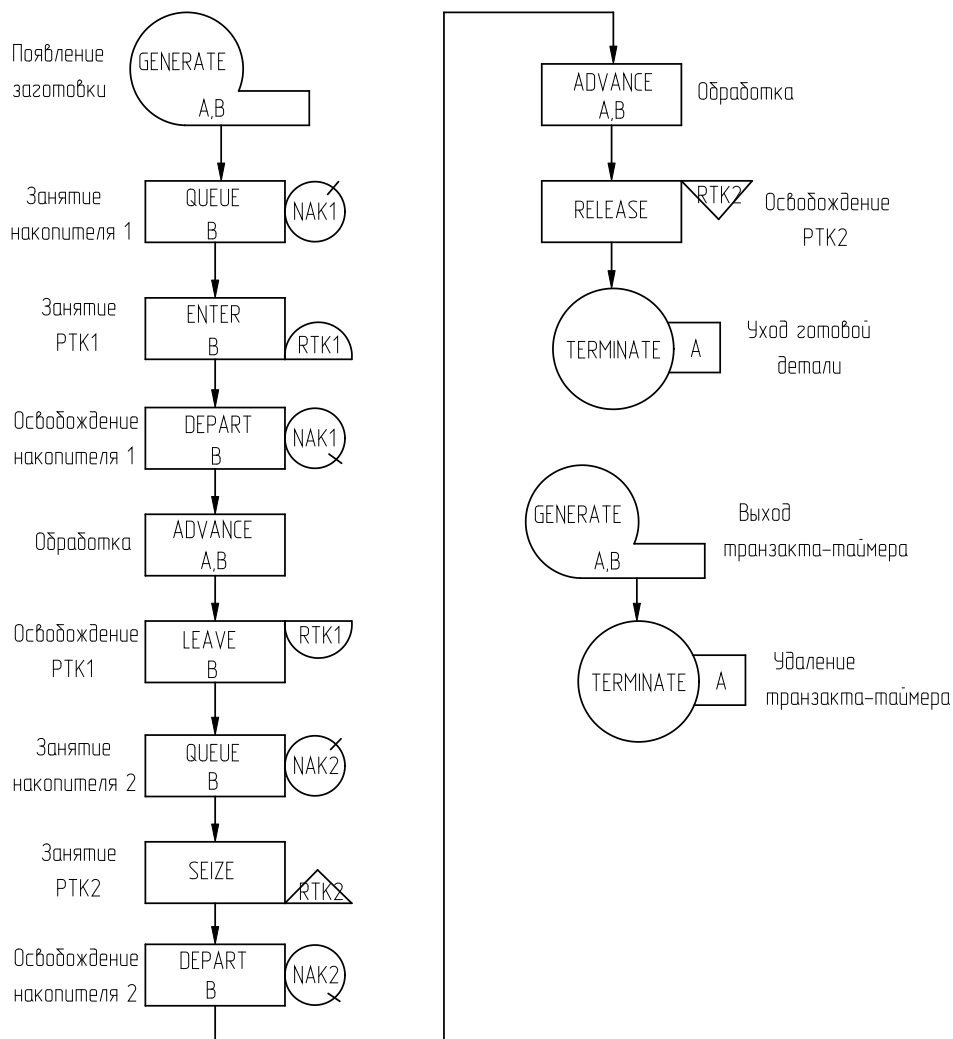 Появление
заготовки
GENERATE
A,B
Занятие
накопителя 1
QUEUE
B
NAK1
Занятие
РТК1
ENTER
B
RTK1
Освобождение
накопителя 1
DEPART
B
NAK1
Обработка
ADVANCE
A,B
Освобождение
РТК1
LEAVE
B
RTK1
Занятие
накопителя 2
QUEUE
B
NAK2
Занятие
РТК2
SEIZE
RTK2
Освобождение
накопителя 2
DEPART
B
NAK2
ADVANCE
A,B
Обработка
RELEASE
RTK2
Освобождение
РТК2
TERMINATE
A
Уход готовой
детали
GENERATE
A,B
Выход
транзакта-таймера
TERMINATE
A
Удаление
транзакта-таймера